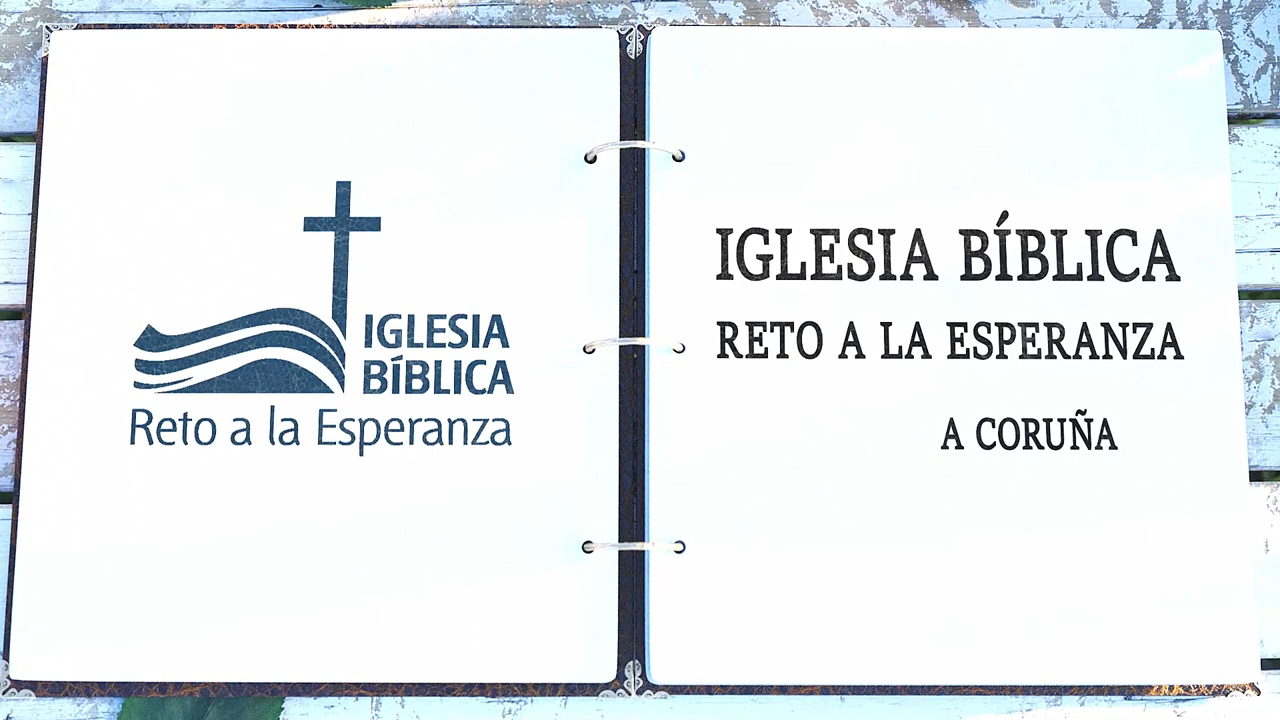 IGLESIA
BÍBLICA
Reto a la Esperanza
IGLESIA BÍBLICA
RETO A LA ESPERANZA
A CORUÑA